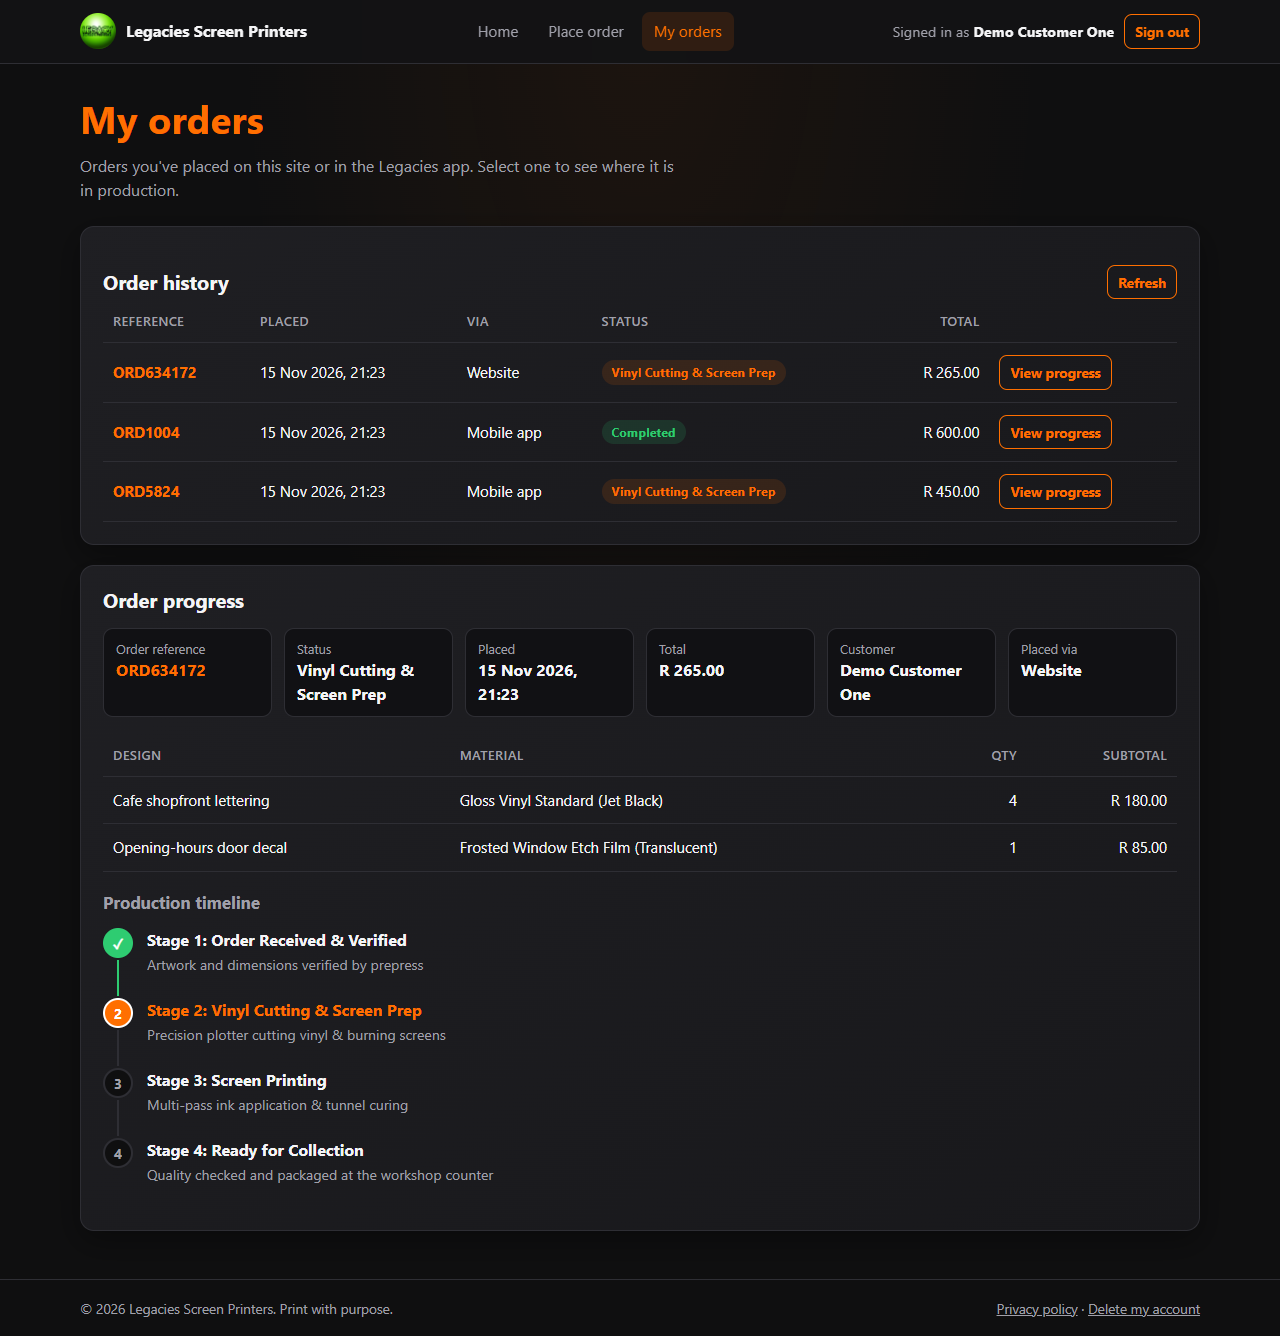 Legacies Screen Printers
Home
Place order
My orders
Signed in as Demo Customer One
Sign out
My orders
Orders you've placed on this site or in the Legacies app. Select one to see where it is
in production.
Order history
Refresh
REFERENCE PLACED VIA STATUS TOTAL
ORD634172 15 Nov 2026, 21:23 Website Vinyl Cutting & Screen Prep R 265.00 View progress
ORD1004 15 Nov 2026, 21:23 Mobile app Completed R 600.00 View progress
ORD5824 15 Nov 2026, 21:23 Mobile app Vinyl Cutting & Screen Prep R 450.00 View progress
Order progress
Order reference
ORD634172
Status
Vinyl Cutting &
Screen Prep
Placed
15 Nov 2026,
21:23
Total
R 265.00
Customer
Demo Customer
One
Placed via
Website
DESIGN MATERIAL QTY SUBTOTAL
Cafe shopfront lettering Gloss Vinyl Standard (Jet Black) 4 R 180.00
Opening-hours door decal Frosted Window Etch Film (Translucent) 1 R 85.00
Production timeline
✓ Stage 1: Order Received & Verified
Artwork and dimensions verified by prepress
2 Stage 2: Vinyl Cutting & Screen Prep
Precision plotter cutting vinyl & burning screens
3 Stage 3: Screen Printing
Multi-pass ink application & tunnel curing
4 Stage 4: Ready for Collection
Quality checked and packaged at the workshop counter
© 2026 Legacies Screen Printers. Print with purpose.
Privacy policy · Delete my account